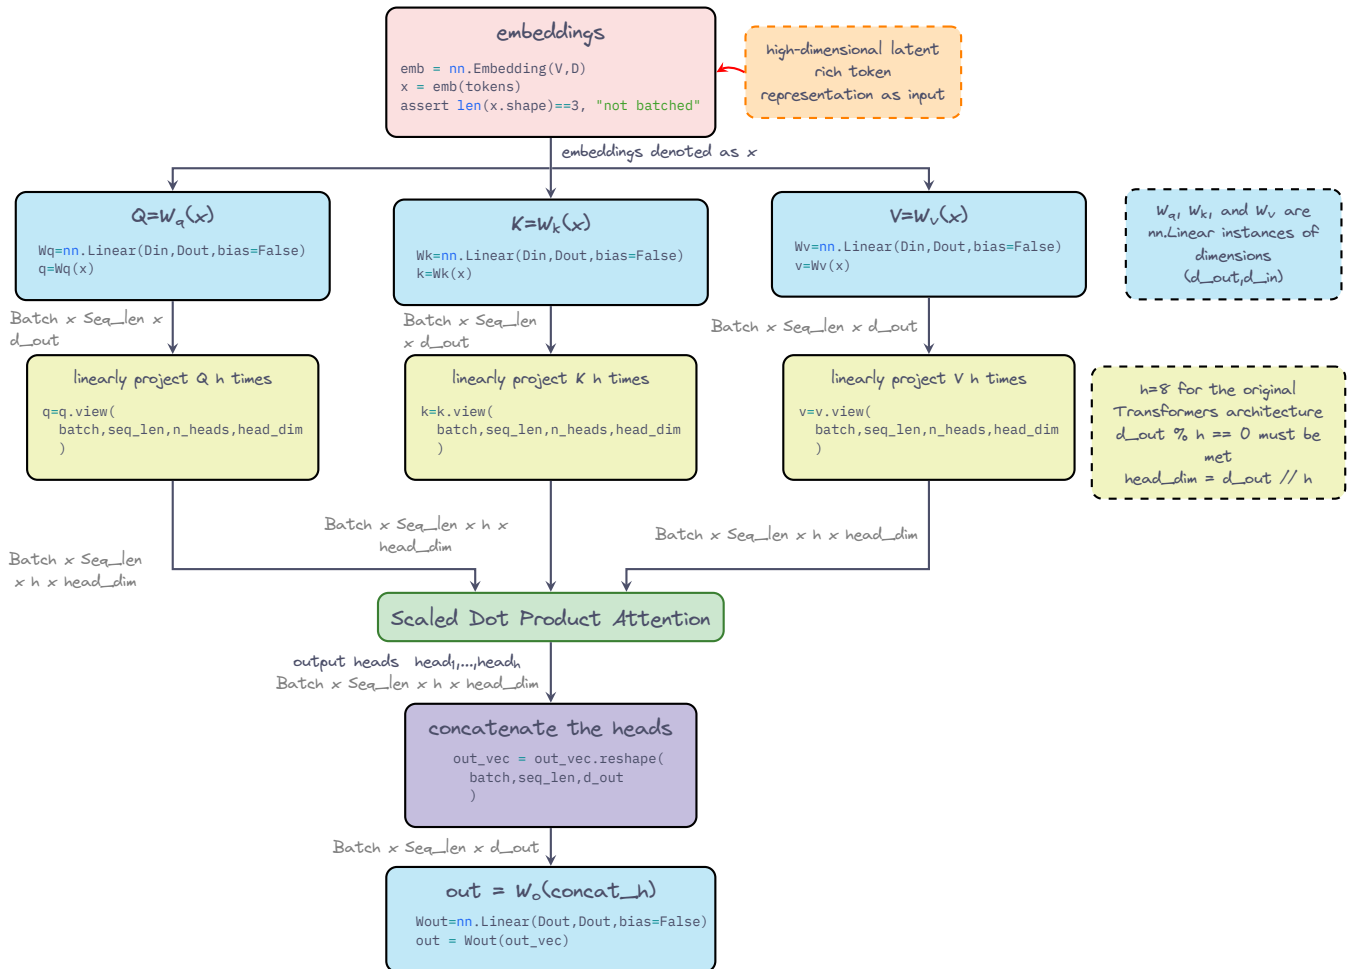 embeddings
emb = nn.Embedding(V,D)
x = emb(tokens)
assert len(x.shape)==3, "not batched"
high-dimensional latent
rich token
representation as input
embeddings denoted as x
Q=Wq(x)
Wq=nn.Linear(Din,Dout,bias=False)
q=Wq(x)
K=Wk(x)
Wk=nn.Linear(Din,Dout,bias=False)
k=Wk(x)
V=Wv(x)
Wv=nn.Linear(Din,Dout,bias=False)
v=Wv(x)
Wq, Wk, and Wv are
nn.Linear instances of
dimensions
(d_out,d_in)
Batch x Seq_len x
d_out
Batch x Seq_len
x d_out
Batch x Seq_len x d_out
linearly project Q h times
q=q.view(
batch,seq_len,n_heads,head_dim
)
linearly project K h times
k=k.view(
batch,seq_len,n_heads,head_dim
)
linearly project V h times
v=v.view(
batch,seq_len,n_heads,head_dim
)
h=8 for the original
Transformers architecture
d_out % h == 0 must be
met
head_dim = d_out // h
Batch x Seq_len
x h x head_dim
Batch x Seq_len x h x
head_dim
Batch x Seq_len x h x head_dim
Scaled Dot Product Attention
output heads head1,...,headh
Batch x Seq_len x h x head_dim
concatenate the heads
out_vec = out_vec.reshape(
batch,seq_len,d_out
)
Batch x Seq_len x d_out
out = Wo(concat_h)
Wout=nn.Linear(Dout,Dout,bias=False)
out = Wout(out_vec)